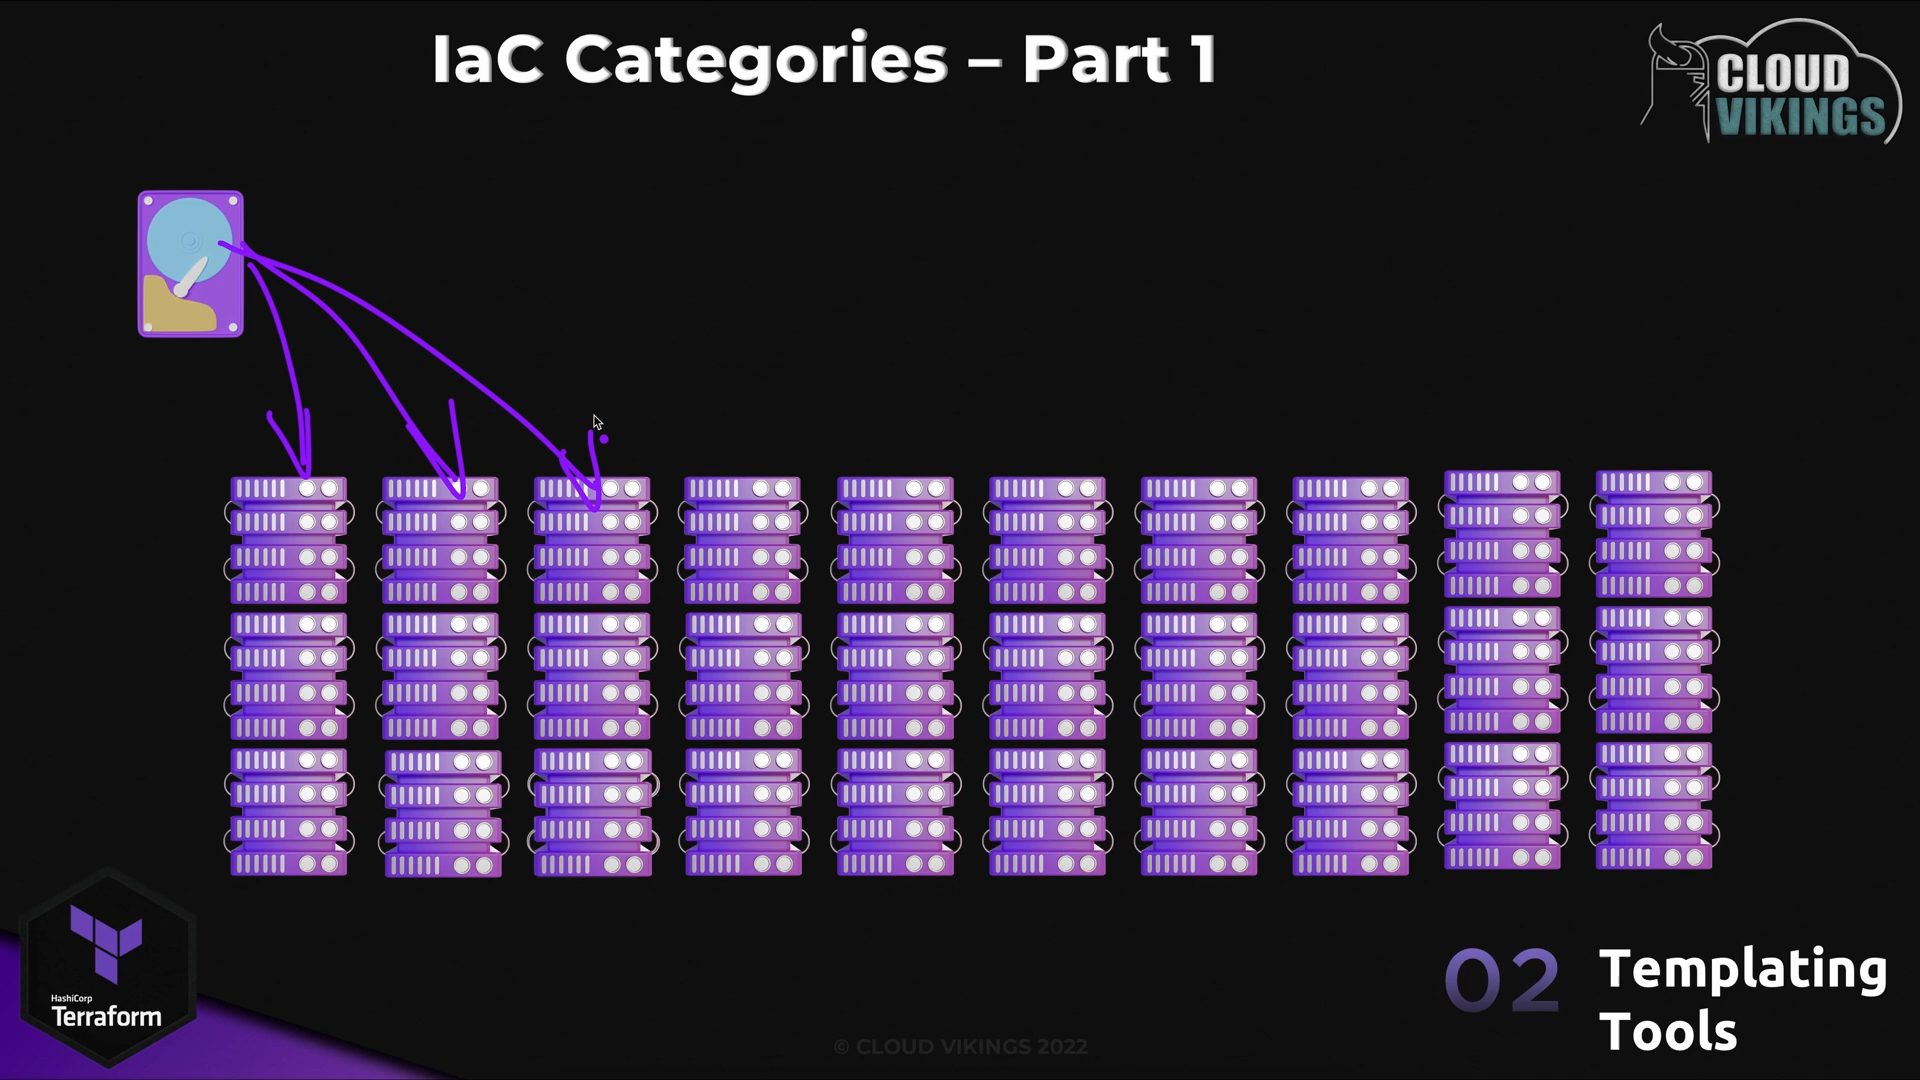 IaC Categories – Part 1
CLOUD
VIKINGS
HashiCorp
Terraform
02
Templating
Tools
© CLOUD VIKINGS 2022